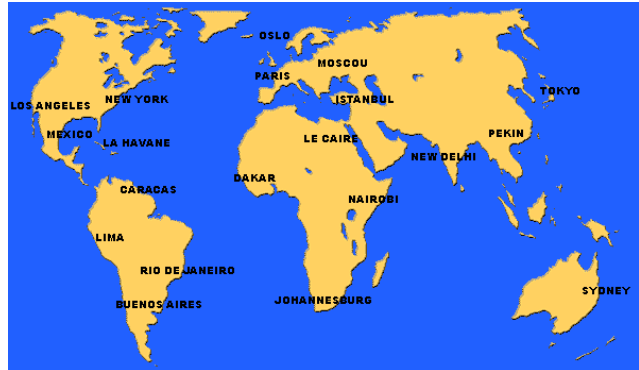 OSLO
MOSCOU
PARIS
TOKYO
ISTANBUL
LOS ANGELES
NEW YORK
MEXICO
PEKIN
LE CAIRE
LA HAVANE
NEW DELHI
DAKAR
CARACAS
NAIROBI
LIMA
RIO DE JANEIRO
SYDNEY
JOHANNESBURG
BUENOS AIRES